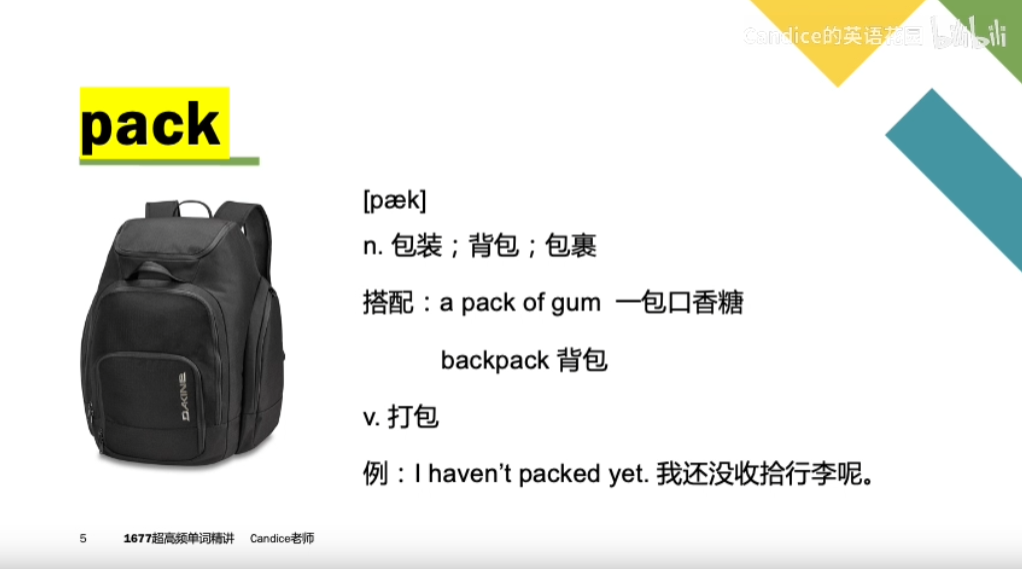 Candice的英语花园 bilibili
pack
[pæk]
n. 包装；背包；包裹
搭配：a pack of gum 一包口香糖
backpack 背包
v. 打包
例：I haven’t packed yet. 我还没收拾行李呢。
DAKINE
5 1677超高频单词精讲 Candice老师